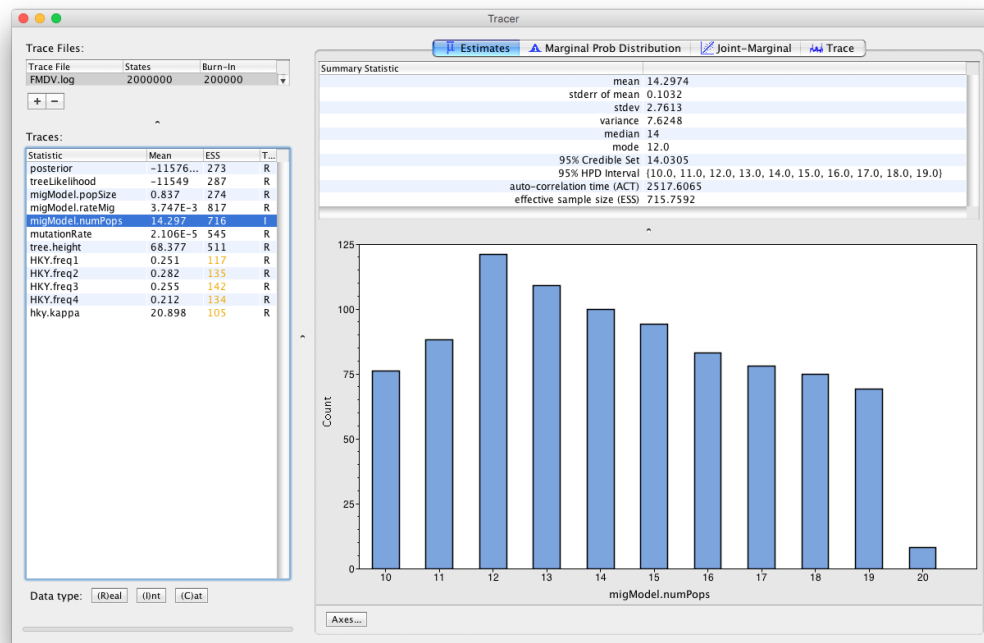 Tracer
Trace Files:
Trace File States Burn-In
FMDV.log 2000000 200000
+ −
Traces:
Statistic Mean ESS T...
posterior -11576... 273 R
treeLikelihood -11549 287 R
migModel.popSize 0.837 274 R
migModel.rateMig 3.747E-3 817 R
migModel.numPops 14.297 716 I
mutationRate 2.106E-5 545 R
tree.height 68.377 511 R
HKY.freq1 0.251 117 R
HKY.freq2 0.282 135 R
HKY.freq3 0.255 142 R
HKY.freq4 0.212 134 R
hky.kappa 20.898 105 R
Data type: (R)eal (I)nt (C)at
Estimates Marginal Prob Distribution Joint-Marginal Trace
Summary Statistic
mean 14.2974
stderr of mean 0.1032
stdev 2.7613
variance 7.6248
median 14
mode 12.0
95% Credible Set 14.0305
95% HPD Interval {10.0, 11.0, 12.0, 13.0, 14.0, 15.0, 16.0, 17.0, 18.0, 19.0}
auto-correlation time (ACT) 2517.6065
effective sample size (ESS) 715.7592
125
100
75
50
25
0
Count
10 11 12 13 14 15 16 17 18 19 20
migModel.numPops
Axes...